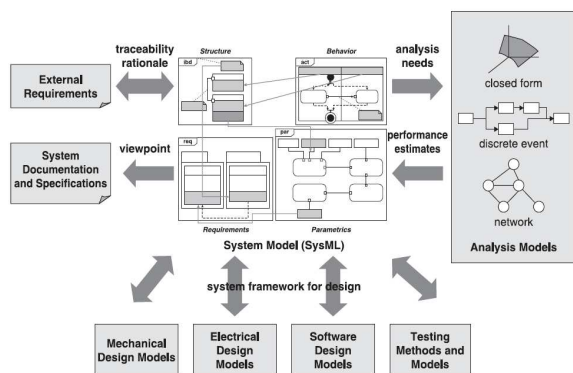 traceability
rationale
Structure
Behavior
analysis
needs
ibd
act
External
Requirements
closed form
viewpoint
System
Documentation
and Specifications
req
par
performance
estimates
discrete event
network
Requirements
Parametrics
System Model (SysML)
Analysis Models
system framework for design
Mechanical
Design Models
Electrical
Design
Models
Software
Design
Models
Testing
Methods and
Models